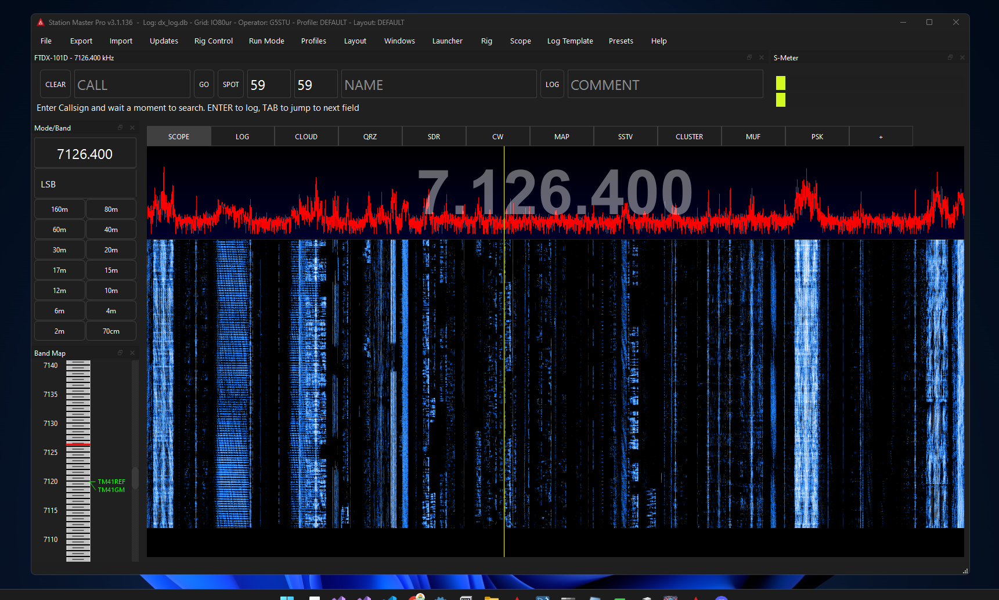 Station Master Pro v3.1.136 - Log: dx_log.db - Grid: IO80ur - Operator: G5STU - Profile: DEFAULT - Layout: DEFAULT
File Export Import Updates Rig Control Run Mode Profiles Layout Windows Launcher Rig Scope Log Template Presets Help
FTDX-101D - 7126.400 kHz
S-Meter
CLEAR CALL GO SPOT 59 59 NAME LOG COMMENT
Enter Callsign and wait a moment to search. ENTER to log, TAB to jump to next field
Mode/Band
SCOPE LOG CLOUD QRZ SDR CW MAP SSTV CLUSTER MUF PSK +
7126.400
LSB
160m 80m
60m 40m
30m 20m
17m 15m
12m 10m
6m 4m
2m 70cm
7.126.400
Band Map
7140
7135
7130
7125
7120 TM41REF
TM41GM
7115
7110